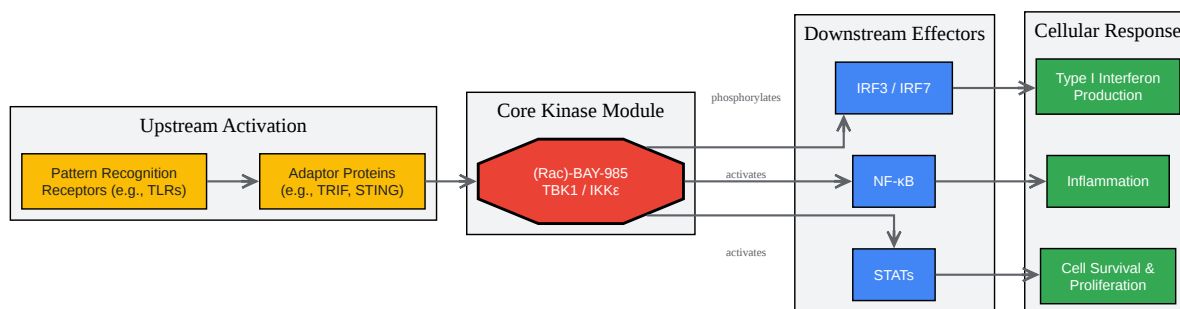 Upstream Activation
Pattern Recognition
Receptors (e.g., TLRs)
Adaptor Proteins
(e.g., TRIF, STING)
Core Kinase Module
(Rac)-BAY-985
TBK1 / IKKε
phosphorylates
activates
activates
Downstream Effectors
IRF3 / IRF7
NF-κB
STATs
Cellular Response
Type I Interferon
Production
Inflammation
Cell Survival &
Proliferation